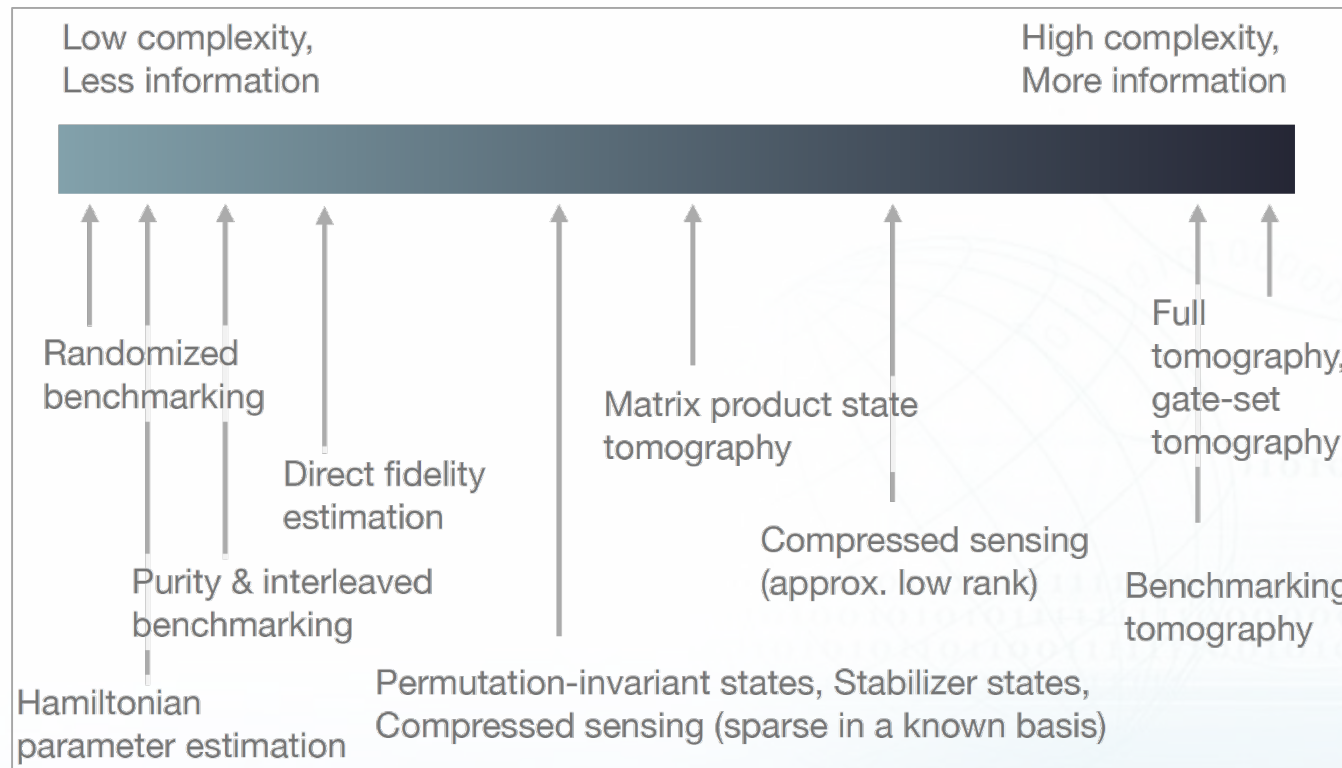 Low complexity,
Less information
High complexity,
More information
Randomized
benchmarking
Hamiltonian
parameter estimation
Purity & interleaved
benchmarking
Direct fidelity
estimation
Permutation-invariant states, Stabilizer states,
Compressed sensing (sparse in a known basis)
Matrix product state
tomography
Compressed sensing
(approx. low rank)
Benchmarking
tomography
Full
tomography,
gate-set
tomography